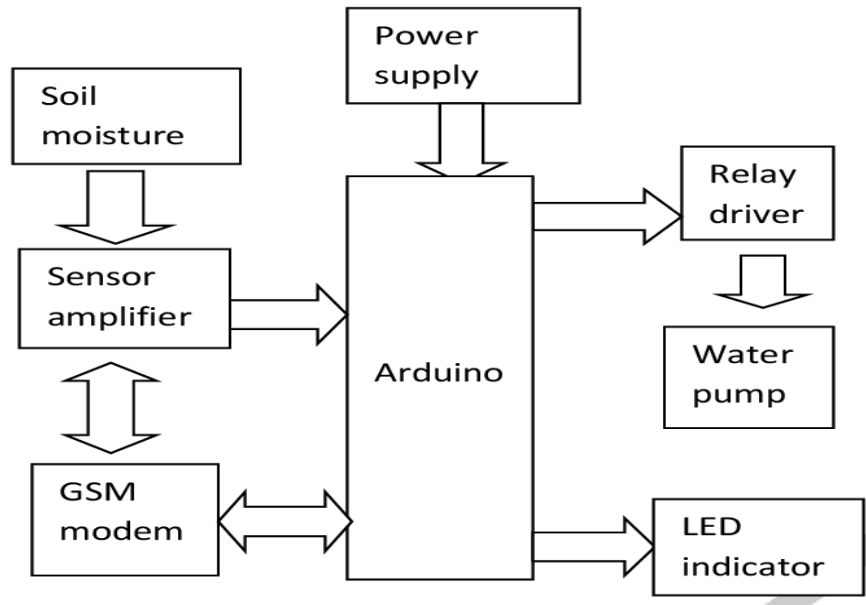 Power
supply
Soil
moisture
Relay
driver
Sensor
amplifier
Arduino
Water
pump
GSM
modem
LED
indicator